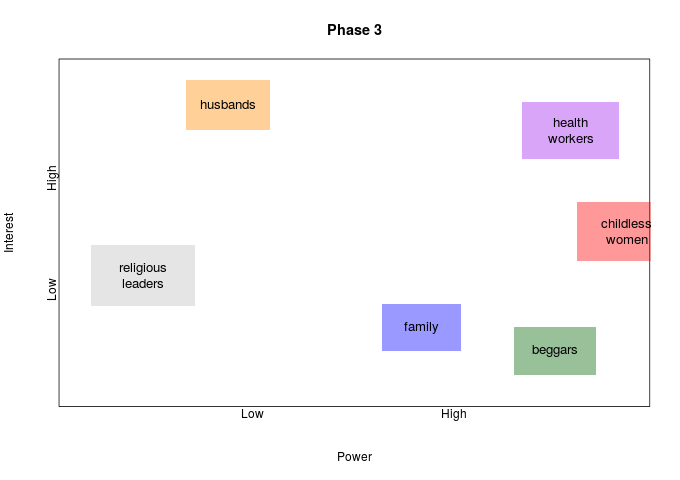 Phase 3
husbands
health
workers
High
childless
women
Interest
religious
leaders
Low
family
beggars
Low
High
Power